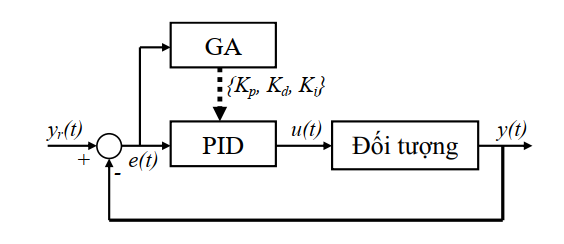 GA
{Kp, Kd, Ki}
yr(t)
+
-
e(t)
PID
u(t)
Đối tượng
y(t)